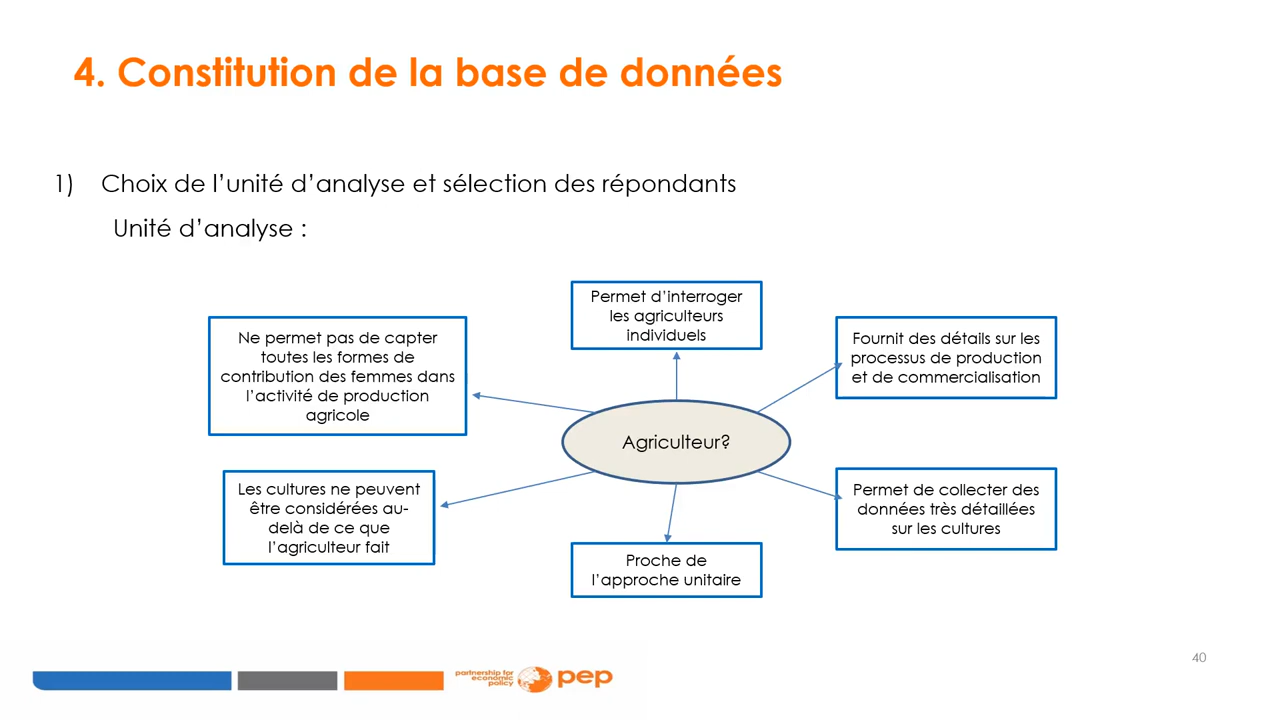 4. Constitution de la base de données
1) Choix de l’unité d’analyse et sélection des répondants
Unité d’analyse :
Permet d’interroger
les agriculteurs
individuels
Ne permet pas de capter
toutes les formes de
contribution des femmes dans
l’activité de production
agricole
Fournit des détails sur les
processus de production
et de commercialisation
Agriculteur?
Les cultures ne peuvent
être considérées au-
delà de ce que
l’agriculteur fait
Permet de collecter des
données très détaillées
sur les cultures
Proche de
l’approche unitaire
partnership for
economic
policy
pep
40